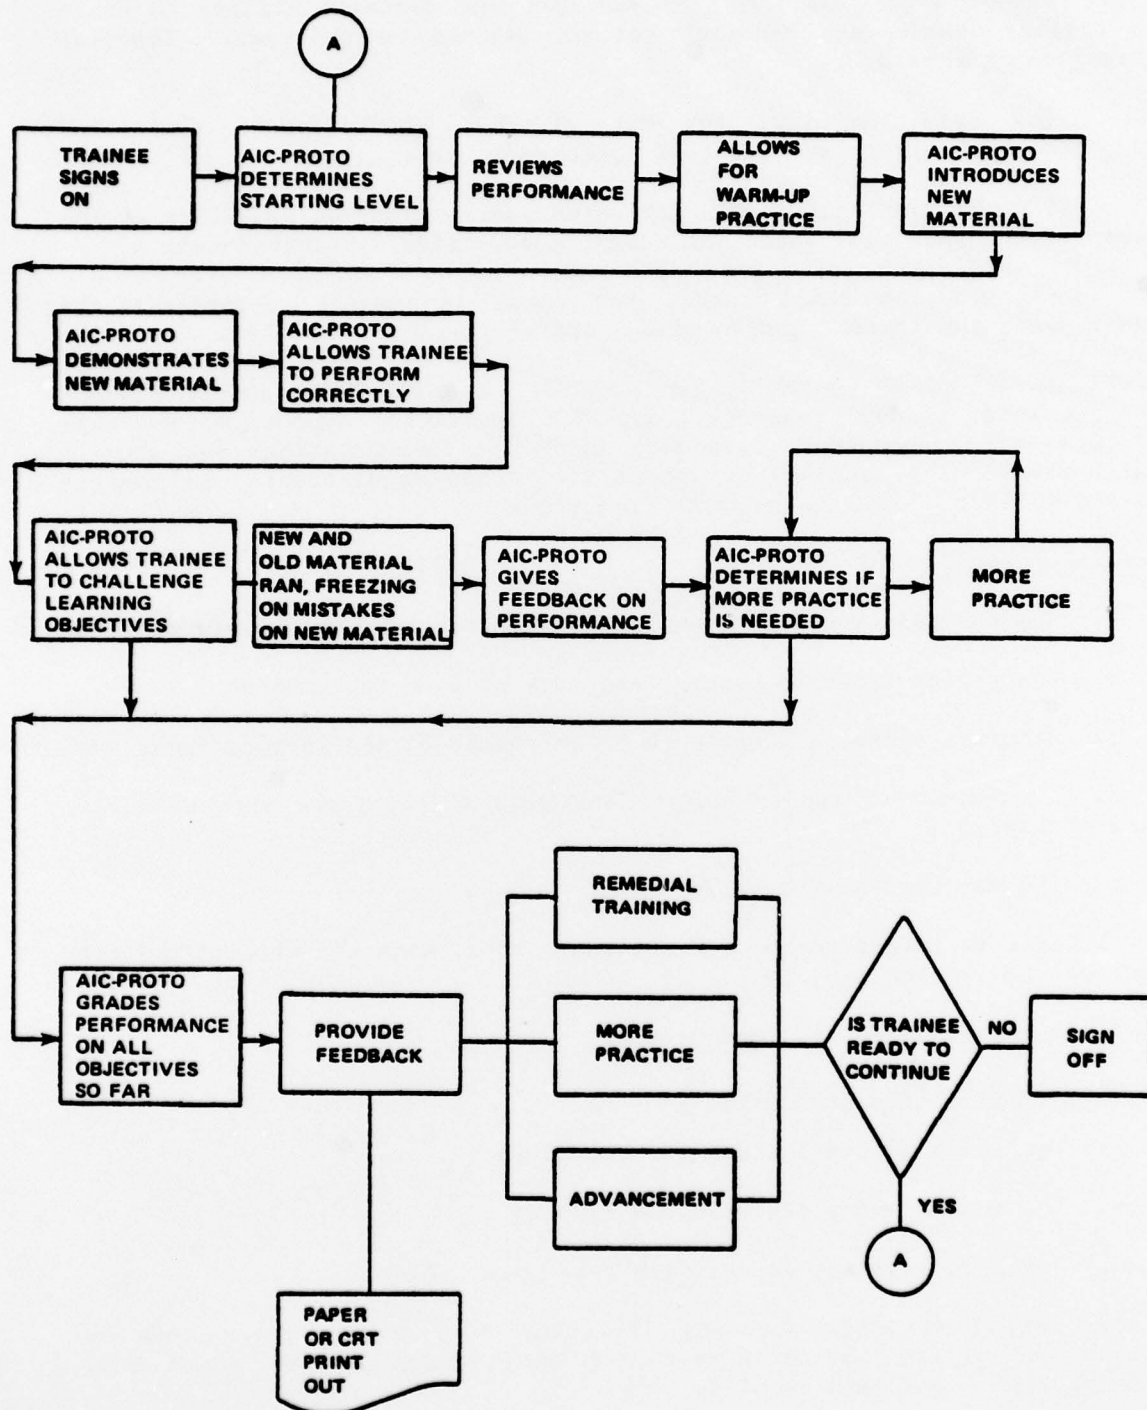 A
TRAINEE
SIGNS
ON
AIC-PROTO
DETERMINES
STARTING LEVEL
REVIEWS
PERFORMANCE
ALLOWS
FOR
WARM-UP
PRACTICE
AIC-PROTO
INTRODUCES
NEW
MATERIAL
AIC-PROTO
DEMONSTRATES
NEW MATERIAL
AIC-PROTO
ALLOWS TRAINEE
TO PERFORM
CORRECTLY
AIC-PROTO
ALLOWS TRAINEE
TO CHALLENGE
LEARNING
OBJECTIVES
NEW AND
OLD MATERIAL
RAN, FREEZING
ON MISTAKES
ON NEW MATERIAL
AIC-PROTO
GIVES
FEEDBACK ON
PERFORMANCE
AIC-PROTO
DETERMINES IF
MORE PRACTICE
IS NEEDED
MORE
PRACTICE
AIC-PROTO
GRADES
PERFORMANCE
ON ALL
OBJECTIVES
SO FAR
PROVIDE
FEEDBACK
PAPER
OR CRT
PRINT
OUT
REMEDIAL
TRAINING
MORE
PRACTICE
ADVANCEMENT
IS TRAINEE
READY TO
CONTINUE
NO
SIGN
OFF
YES
A